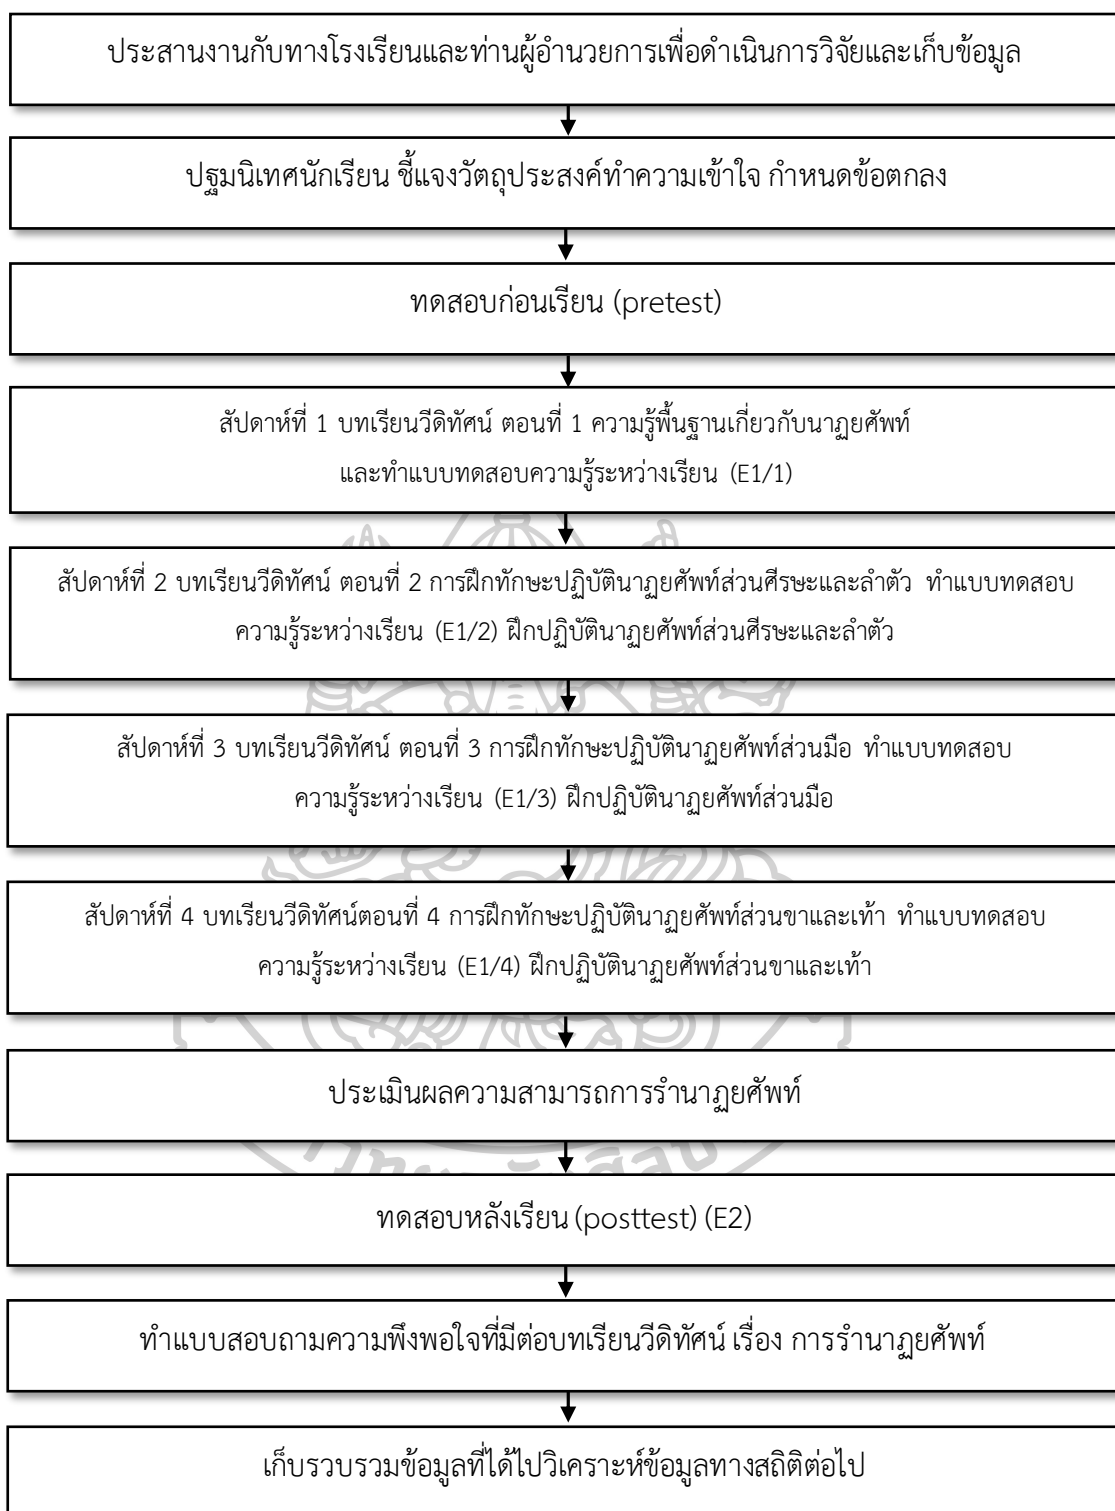 ประสานงานกับทางโรงเรียนและท่านผู้อำนวยการเพื่อดำเนินการวิจัยและเก็บข้อมูล
ปฐมนิเทศนักเรียน ชี้แจงวัตถุประสงค์ทำความเข้าใจ กำหนดข้อตกลง
ทดสอบก่อนเรียน (pretest)
สัปดาห์ที่ 1 บทเรียนวีดิทัศน์ ตอนที่ 1 ความรู้พื้นฐานเกี่ยวกับนาฏยศัพท์
และทำแบบทดสอบความรู้ระหว่างเรียน (E1/1)
สัปดาห์ที่ 2 บทเรียนวีดิทัศน์ ตอนที่ 2 การฝึกทักษะปฏิบัตินาฏยศัพท์ส่วนศีรษะและลำตัว ทำแบบทดสอบ
ความรู้ระหว่างเรียน (E1/2) ฝึกปฏิบัตินาฏยศัพท์ส่วนศีรษะและลำตัว
สัปดาห์ที่ 3 บทเรียนวีดิทัศน์ ตอนที่ 3 การฝึกทักษะปฏิบัตินาฏยศัพท์ส่วนมือ ทำแบบทดสอบ
ความรู้ระหว่างเรียน (E1/3) ฝึกปฏิบัตินาฏยศัพท์ส่วนมือ
สัปดาห์ที่ 4 บทเรียนวีดิทัศน์ตอนที่ 4 การฝึกทักษะปฏิบัตินาฏยศัพท์ส่วนขาและเท้า ทำแบบทดสอบ
ความรู้ระหว่างเรียน (E1/4) ฝึกปฏิบัตินาฏยศัพท์ส่วนขาและเท้า
ประเมินผลความสามารถการรำนาฏยศัพท์
ทดสอบหลังเรียน (posttest) (E2)
ทำแบบสอบถามความพึงพอใจที่มีต่อบทเรียนวีดิทัศน์ เรื่อง การรำนาฏยศัพท์
เก็บรวบรวมข้อมูลที่ได้ไปวิเคราะห์ข้อมูลทางสถิติต่อไป